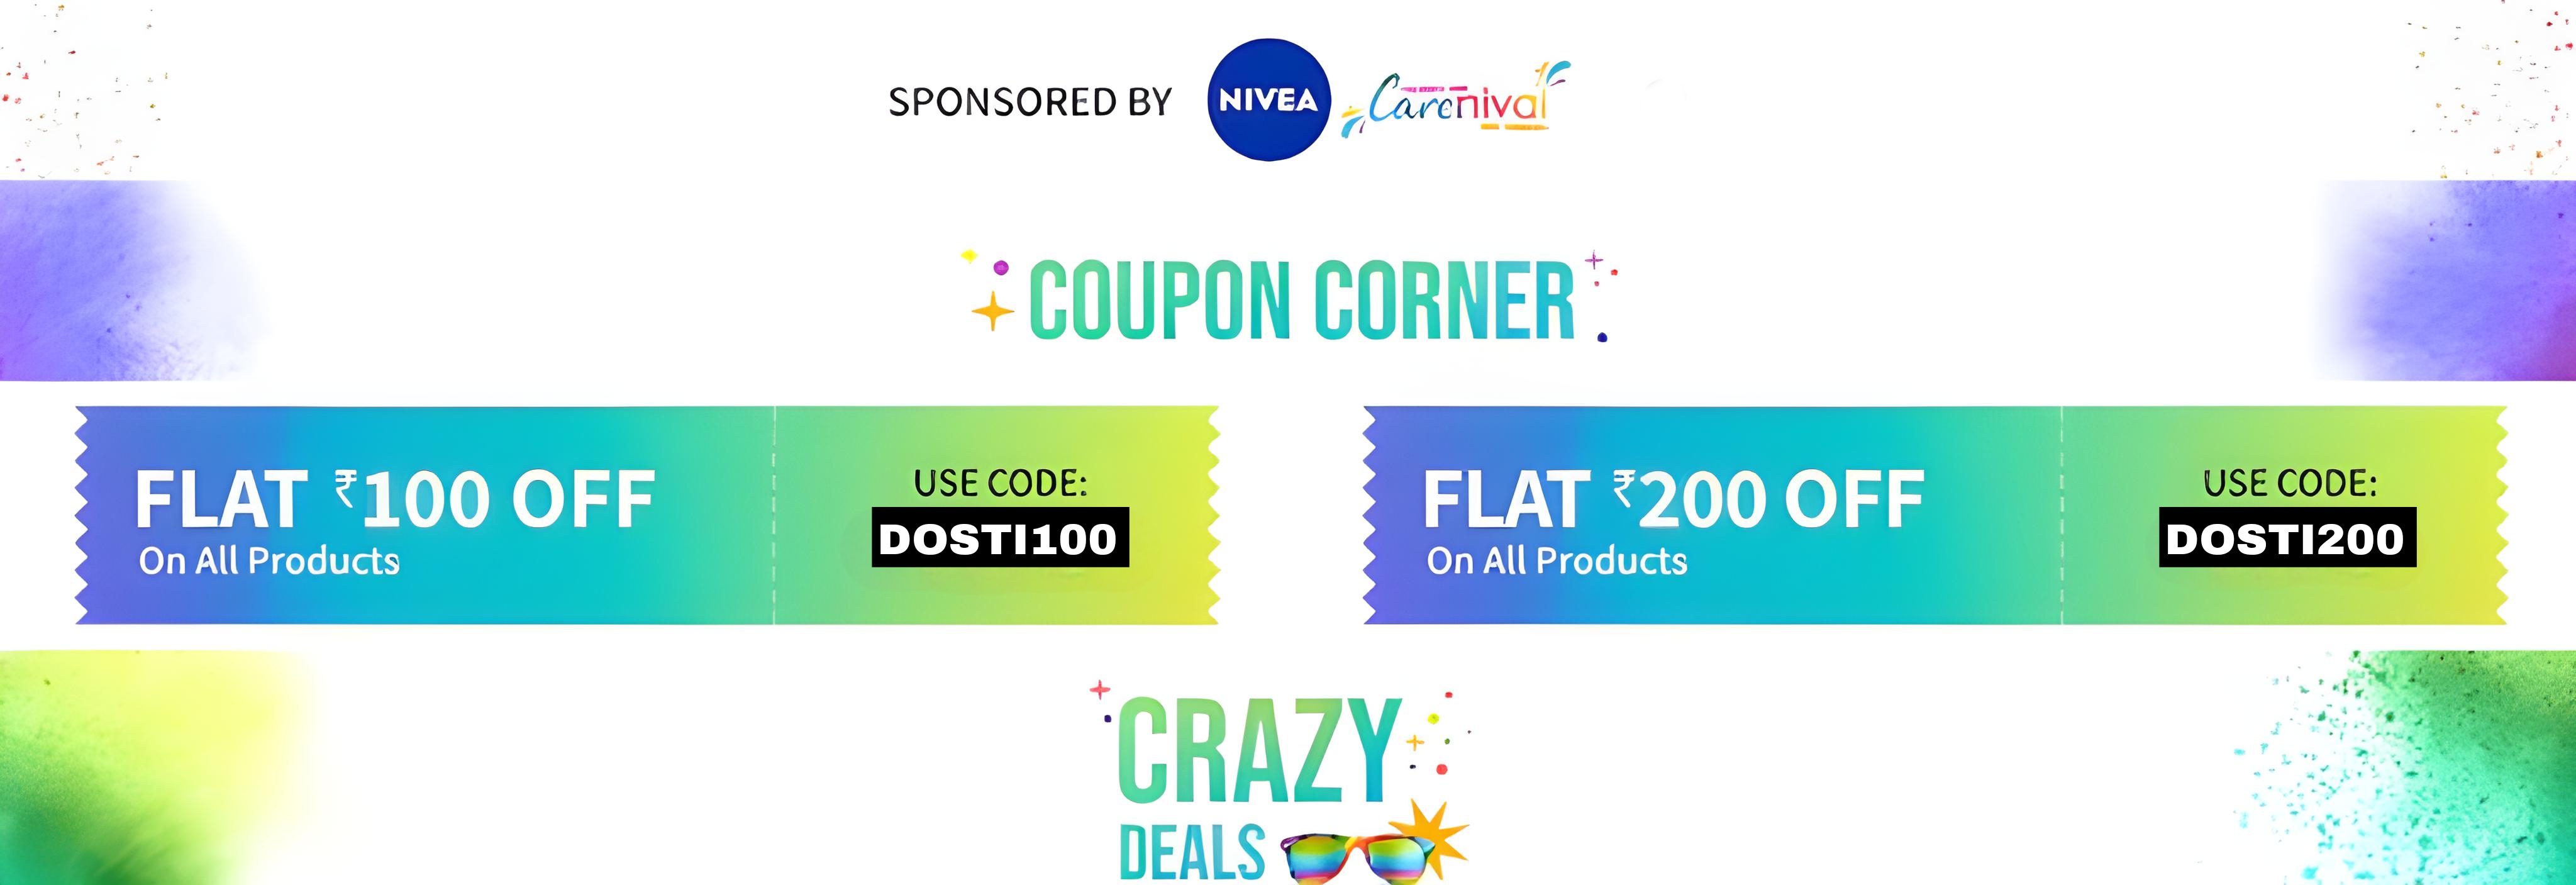 SPONSORED BY NIVEA Carenival
COUPON CORNER
FLAT ₹100 OFF
On All Products
USE CODE:
DOSTI100
FLAT ₹200 OFF
On All Products
USE CODE:
DOSTI200
CRAZY
DEALS